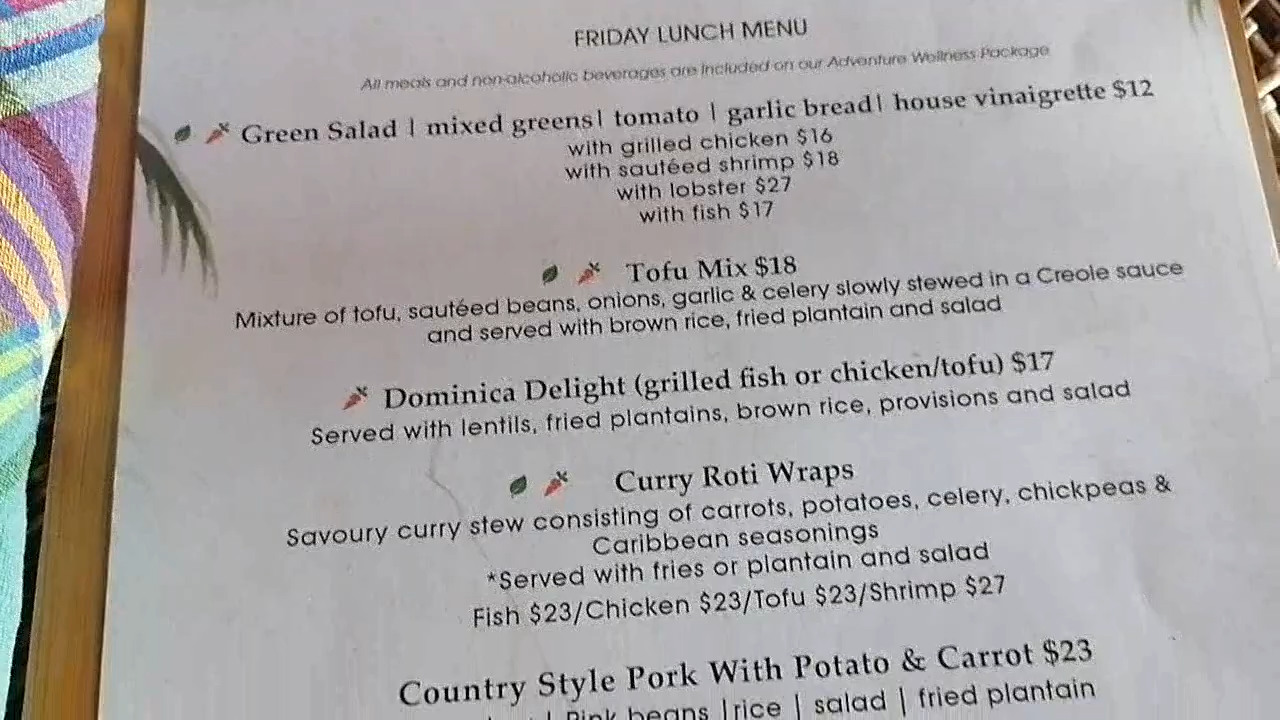 FRIDAY LUNCH MENU
All meals and non-alcoholic beverages are included on our Adventure Wellness Package
Green Salad | mixed greens| tomato | garlic bread| house vinaigrette $12
with grilled chicken $16
with sautéed shrimp $18
with lobster $27
with fish $17
Tofu Mix $18
Mixture of tofu, sautéed beans, onions, garlic & celery slowly stewed in a Creole sauce
and served with brown rice, fried plantain and salad
Dominica Delight (grilled fish or chicken/tofu) $17
Served with lentils, fried plantains, brown rice, provisions and salad
Curry Roti Wraps
Savoury curry stew consisting of carrots, potatoes, celery, chickpeas &
Caribbean seasonings
*Served with fries or plantain and salad
Fish $23/Chicken $23/Tofu $23/Shrimp $27
Country Style Pork With Potato & Carrot $23
| Pink beans |rice | salad | fried plantain